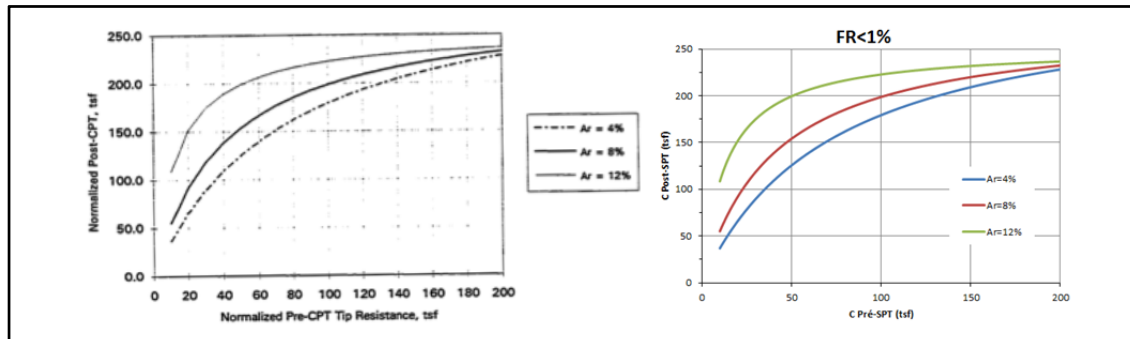 250.0
200.0
150.0
100.0
50.0
0.0
Normalized Post-CPT, tsf
0 20 40 60 80 100 120 140 160 180 200
Normalized Pre-CPT Tip Resistance, tsf
Ar = 4%
Ar = 8%
Ar = 12%
FR<1%
250
200
150
100
50
0
C Post-SPT (tsf)
Ar=4%
Ar=8%
Ar=12%
0 50 100 150 200
C Pré-SPT (tsf)